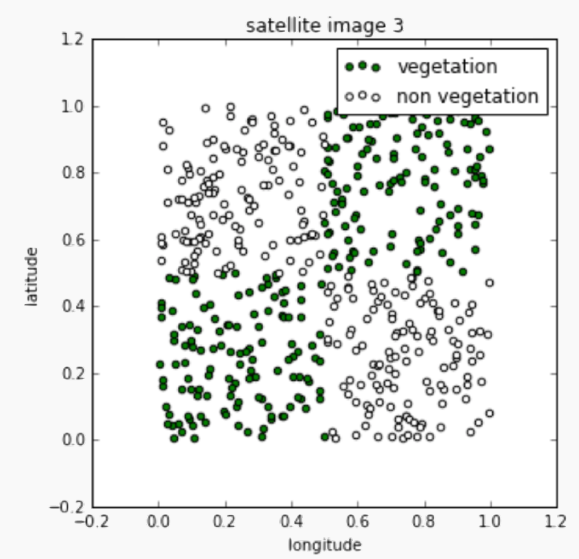 satellite image 3
vegetation
non vegetation
1.2
1.0
0.8
0.6
0.4
0.2
0.0
−0.2
latitude
−0.2 0.0 0.2 0.4 0.6 0.8 1.0 1.2
longitude